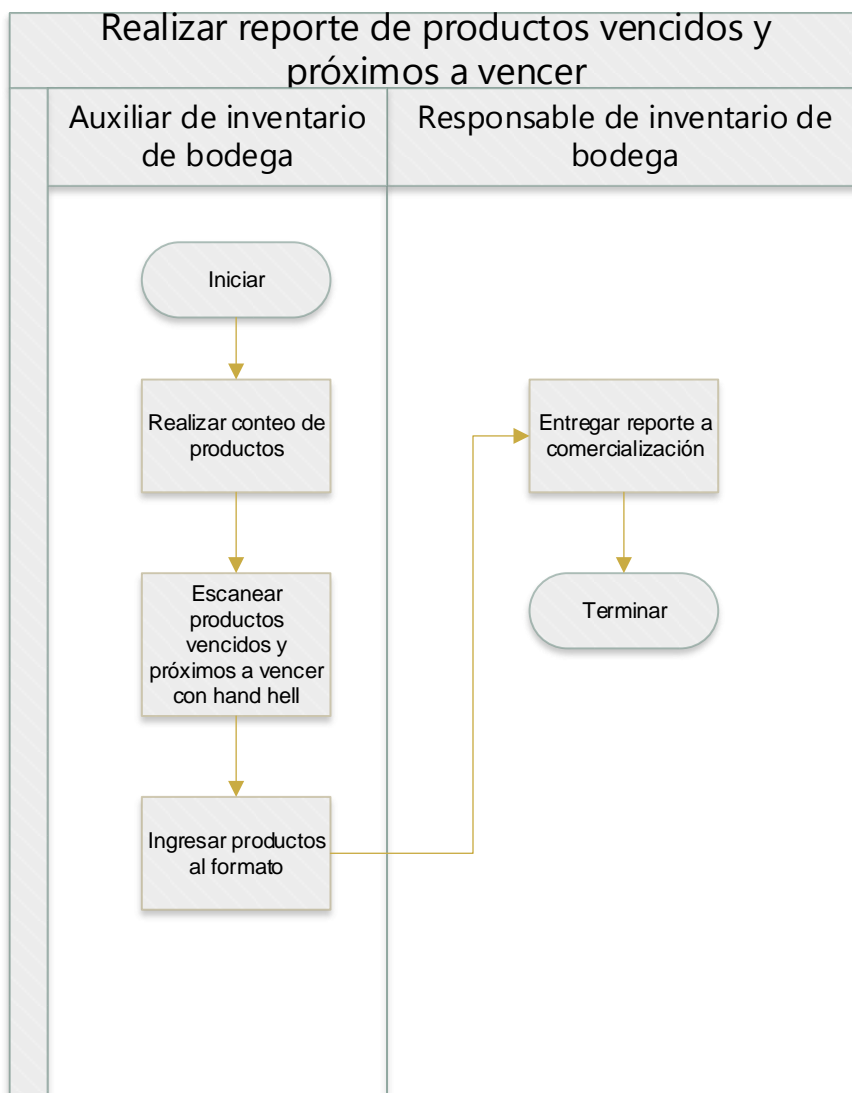 Realizar reporte de productos vencidos y
próximos a vencer
Auxiliar de inventario
de bodega
Responsable de inventario de
bodega
Iniciar
Realizar conteo de
productos
Escanear
productos
vencidos y
próximos a vencer
con hand hell
Ingresar productos
al formato
Entregar reporte a
comercialización
Terminar